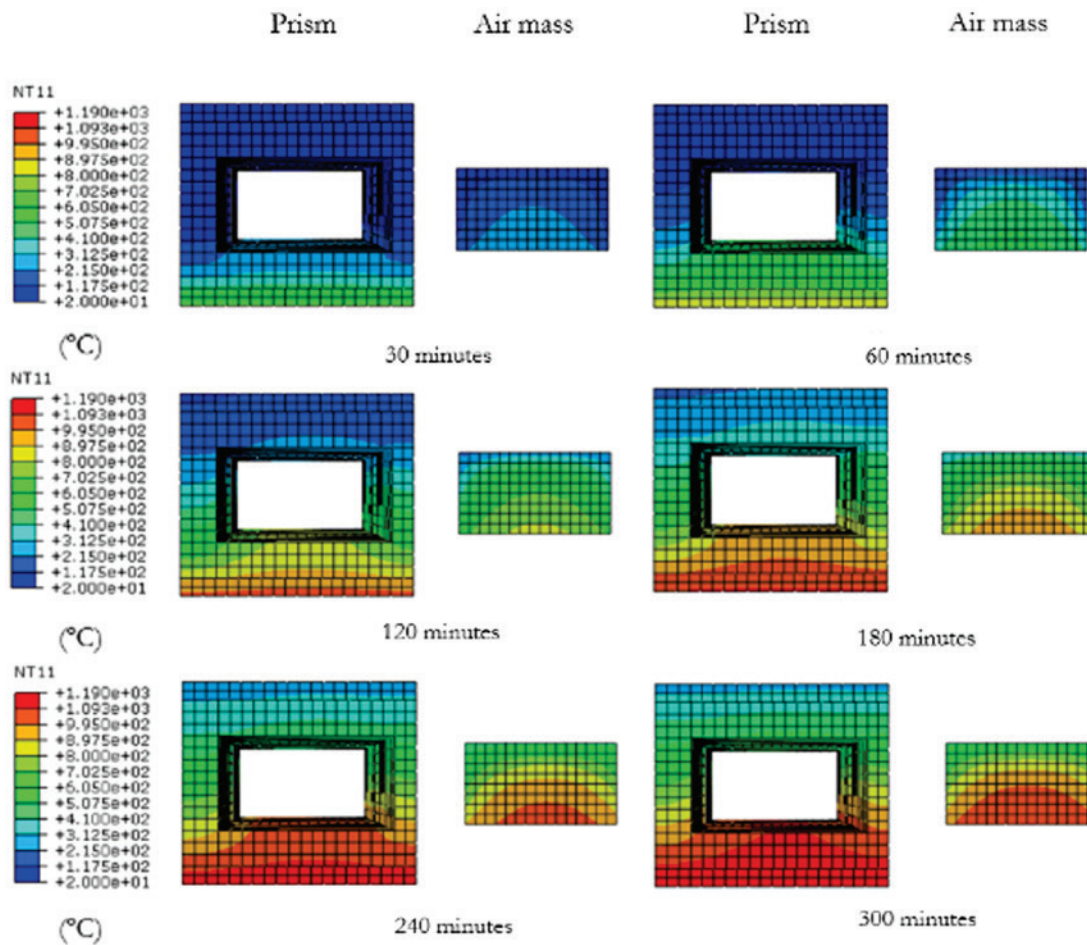 Prism Air mass Prism Air mass
NT11
+1.190e+03
+1.093e+03
+9.950e+02
+8.975e+02
+8.000e+02
+7.025e+02
+6.050e+02
+5.075e+02
+4.100e+02
+3.125e+02
+2.150e+02
+1.175e+02
+2.000e+01
(°C)
30 minutes 60 minutes
NT11
+1.190e+03
+1.093e+03
+9.950e+02
+8.975e+02
+8.000e+02
+7.025e+02
+6.050e+02
+5.075e+02
+4.100e+02
+3.125e+02
+2.150e+02
+1.175e+02
+2.000e+01
(°C)
120 minutes 180 minutes
NT11
+1.190e+03
+1.093e+03
+9.950e+02
+8.975e+02
+8.000e+02
+7.025e+02
+6.050e+02
+5.075e+02
+4.100e+02
+3.125e+02
+2.150e+02
+1.175e+02
+2.000e+01
(°C)
240 minutes 300 minutes